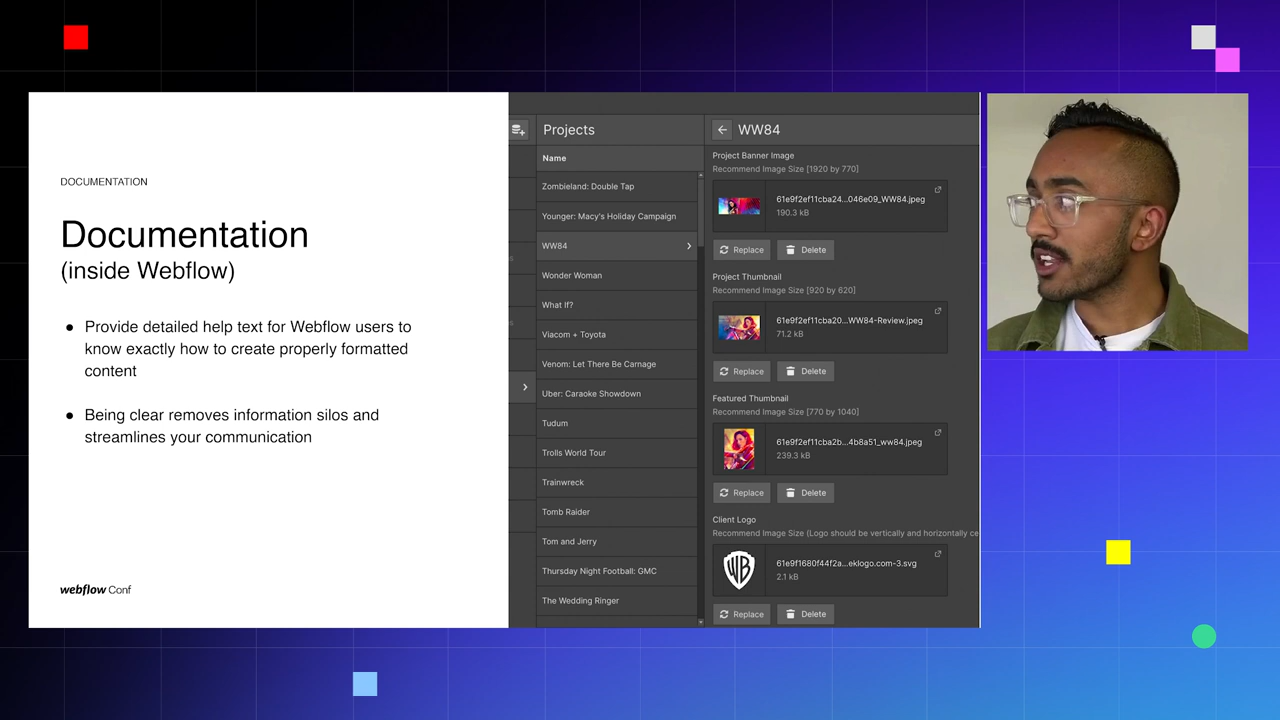 DOCUMENTATION
Documentation
(inside Webflow)
● Provide detailed help text for Webflow users to
know exactly how to create properly formatted
content
● Being clear removes information silos and
streamlines your communication
webflow Conf
Projects
Name
Zombieland: Double Tap
Younger: Macy's Holiday Campaign
WW84
Wonder Woman
What If?
Viacom + Toyota
Venom: Let There Be Carnage
Uber: Caraoke Showdown
Tudum
Trolls World Tour
Trainwreck
Tomb Raider
Tom and Jerry
Thursday Night Football: GMC
The Wedding Ringer
WW84
Project Banner Image
Recommend Image Size [1920 by 770]
61e9f2ef11cba24...046e09_WW84.jpeg
190.3 kB
Replace Delete
Project Thumbnail
Recommend Image Size [920 by 620]
61e9f2ef11cba20...WW84-Review.jpeg
71.2 kB
Replace Delete
Featured Thumbnail
Recommend Image Size [770 by 1040]
61e9f2ef11cba2b...4b8a51_ww84.jpeg
239.3 kB
Replace Delete
Client Logo
Recommend Image Size (Logo should be vertically and horizontally ce
WB
61e9f1680f44f2a...eklogo.com-3.svg
2.1 kB
Replace Delete